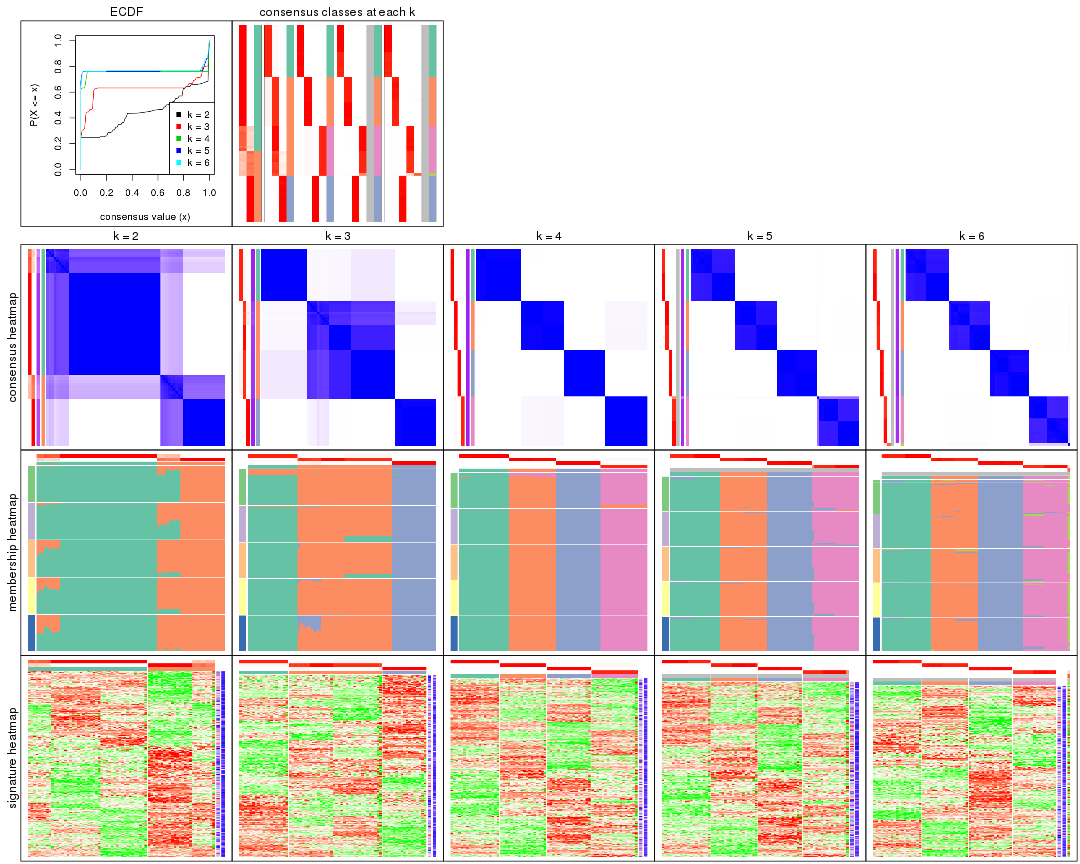 ECDF
consensus classes at each k
P(X <= x)
0.0 0.2 0.4 0.6 0.8 1.0
k = 2
k = 3
k = 4
k = 5
k = 6
0.0 0.2 0.4 0.6 0.8 1.0
consensus value (x)
k = 2
k = 3
k = 4
k = 5
k = 6
consensus heatmap
membership heatmap
signature heatmap